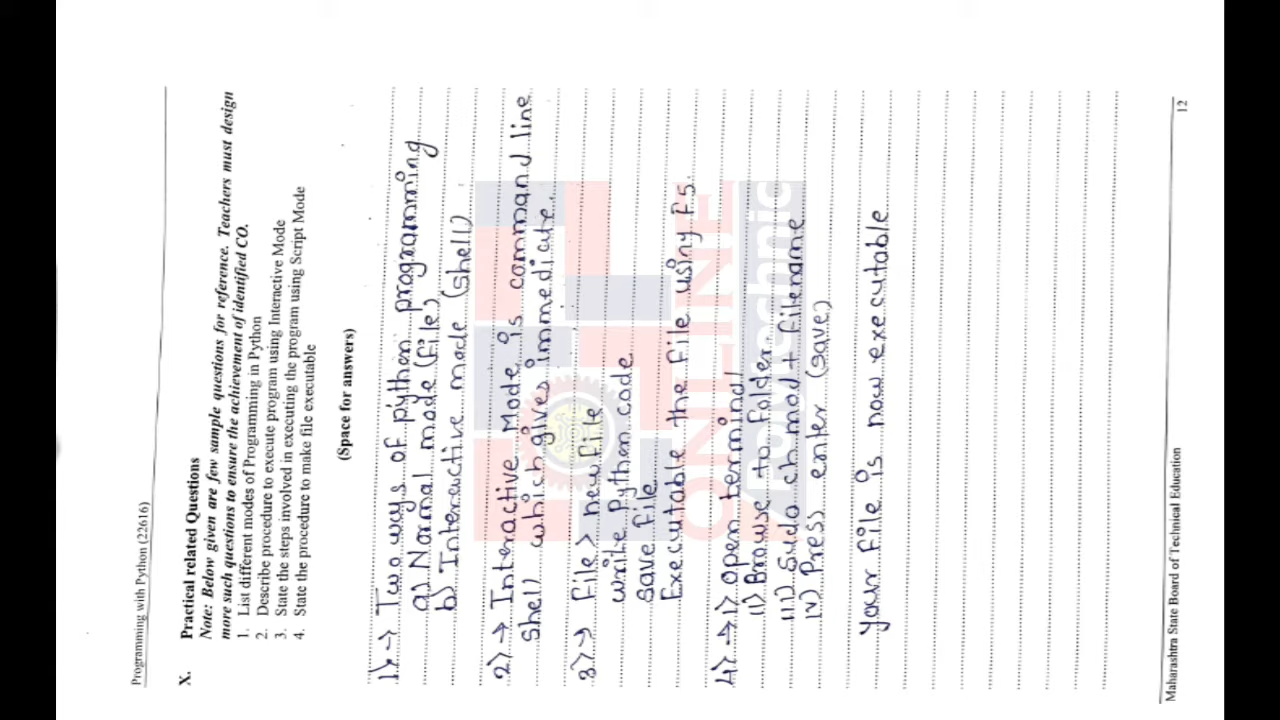 Programming with Python (22616)
X. Practical related Questions
Note: Below given are few sample questions for reference. Teachers must design
more such questions to ensure the achievement of identified CO.
1. List different modes of Programming in Python
2. Describe procedure to execute program using Interactive Mode
3. State the steps involved in executing the program using Script Mode
4. State the procedure to make file executable
(Space for answers)
1) → Two ways of python programming
a) Normal mode (File)
b) Interactive mode (shell)
2) → Interactive Mode is command line
shell which gives immediate.
3) → File > new file
write python code
save file
Executable the file using F5.
4) → i) open terminal
ii) Browse to folder
iii) Sudo ch mod + filename
iv) Press enter (save)
your file is now executable
ONLINE
Polytechnic
Maharashtra State Board of Technical Education
12